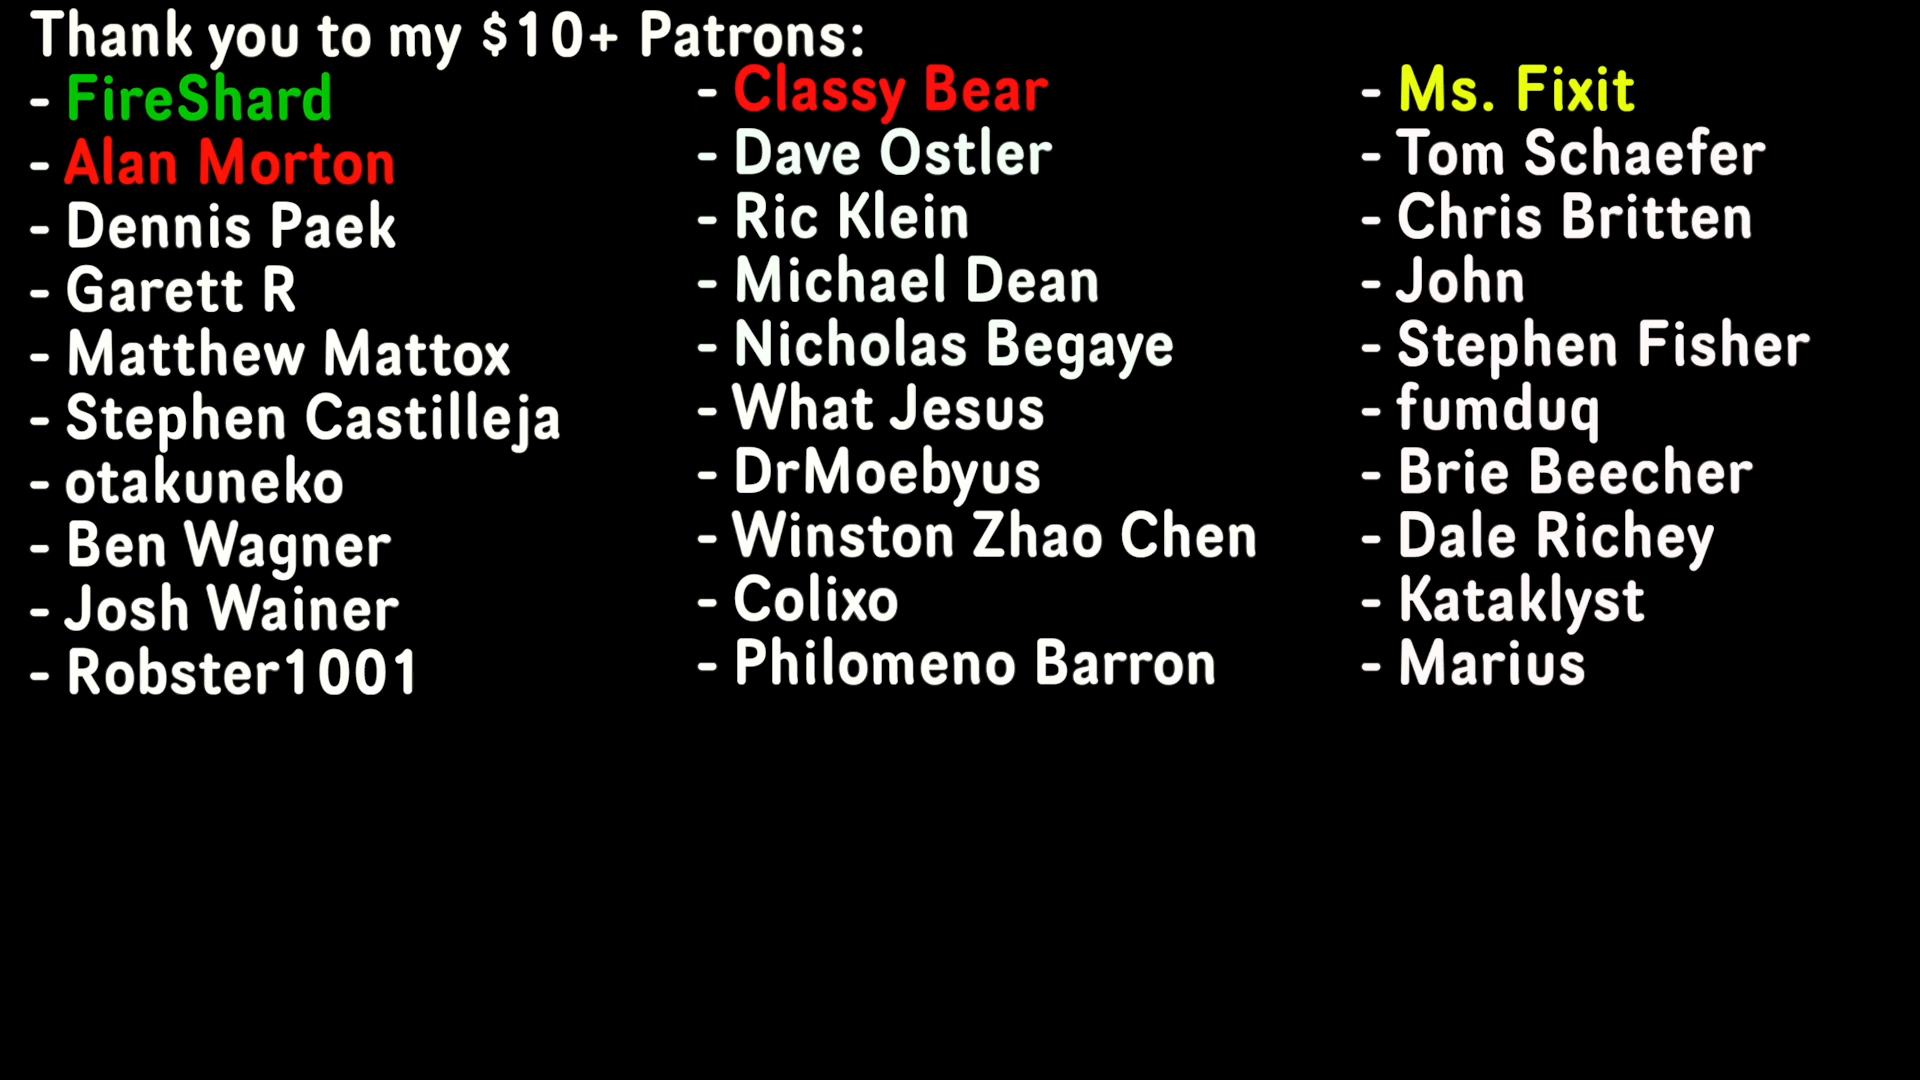 Thank you to my $10+ Patrons:
- FireShard
- Alan Morton
- Dennis Paek
- Garett R
- Matthew Mattox
- Stephen Castilleja
- otakuneko
- Ben Wagner
- Josh Wainer
- Robster1001
- Classy Bear
- Dave Ostler
- Ric Klein
- Michael Dean
- Nicholas Begaye
- What Jesus
- DrMoebyus
- Winston Zhao Chen
- Colixo
- Philomeno Barron
- Ms. Fixit
- Tom Schaefer
- Chris Britten
- John
- Stephen Fisher
- fumduq
- Brie Beecher
- Dale Richey
- Kataklyst
- Marius